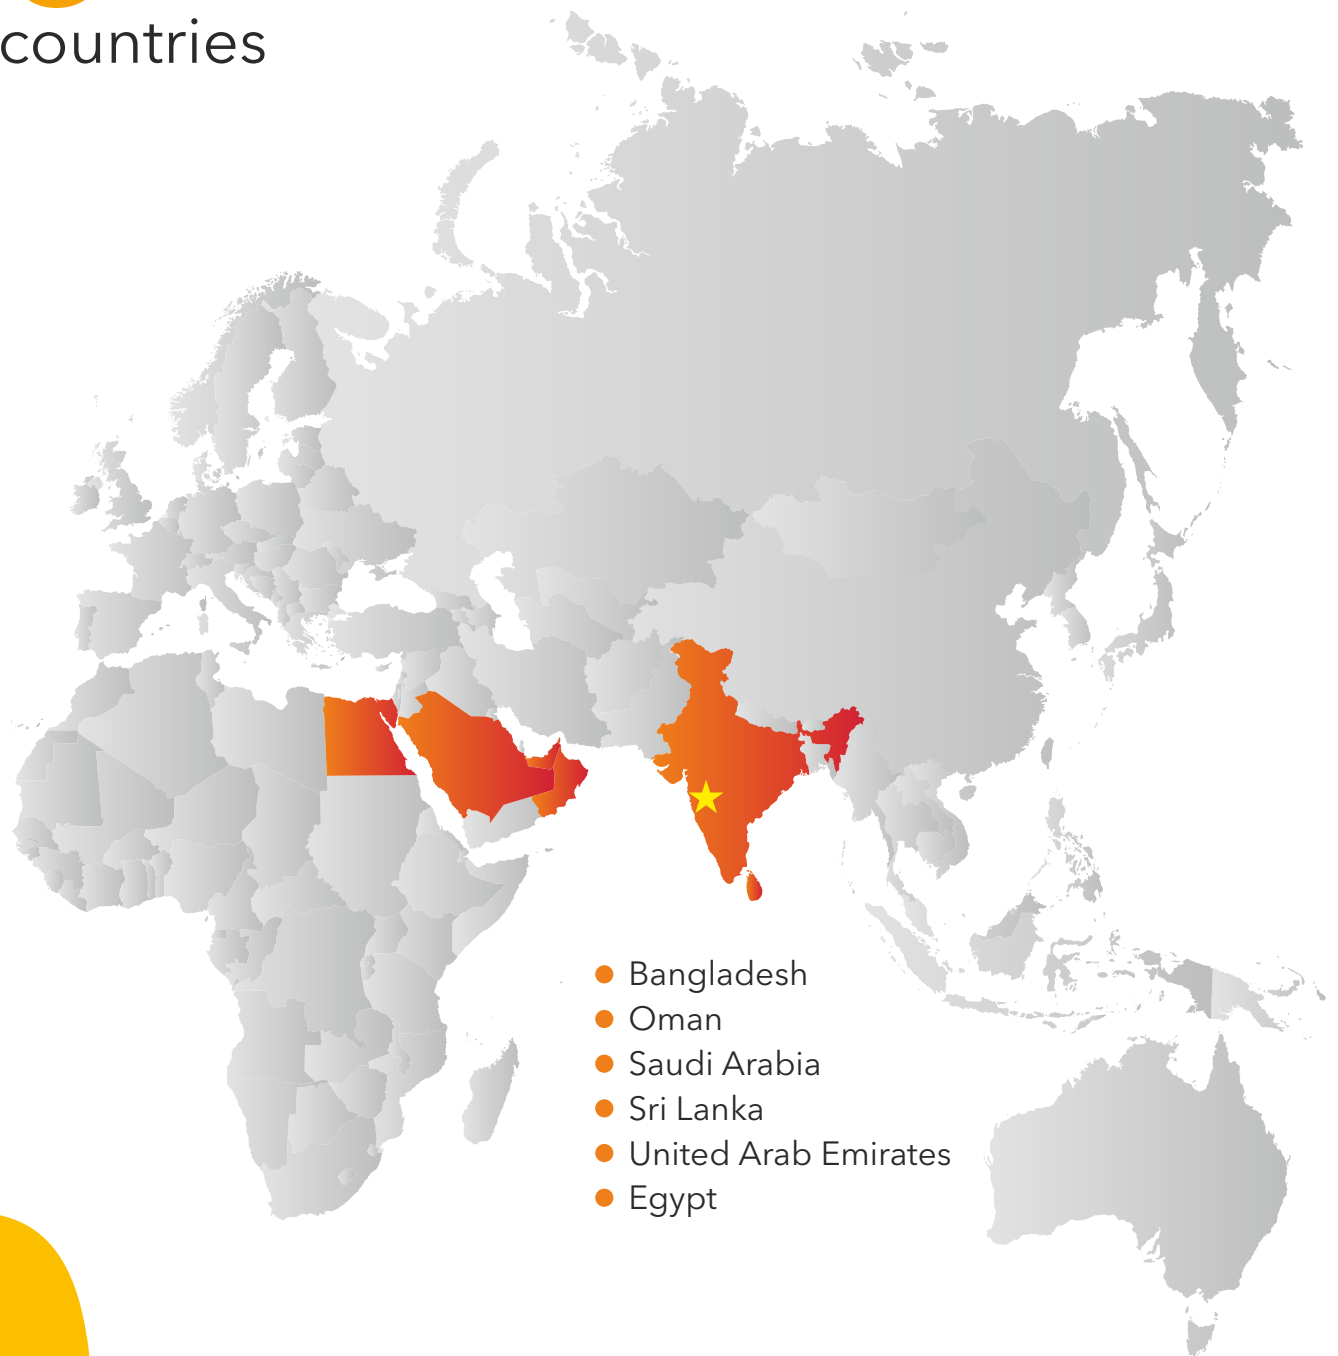 countries
Bangladesh
Oman
Saudi Arabia
Sri Lanka
United Arab Emirates
Egypt